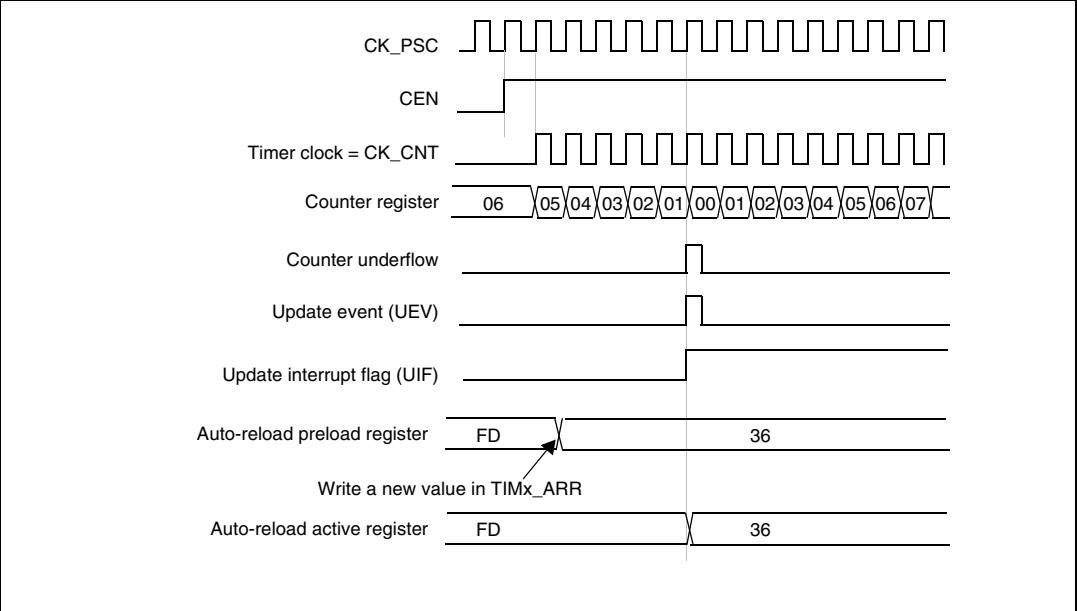 CK_PSC
CEN
Timer clock = CK_CNT
Counter register 06 05 04 03 02 01 00 01 02 03 04 05 06 07
Counter underflow
Update event (UEV)
Update interrupt flag (UIF)
Auto-reload preload register FD 36
Write a new value in TIMx_ARR
Auto-reload active register FD 36